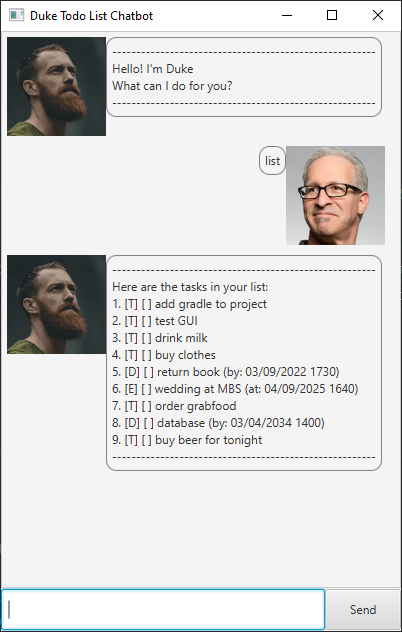 Duke Todo List Chatbot
------------------------------------------------------
Hello! I'm Duke
What can I do for you?
------------------------------------------------------
list
------------------------------------------------------
Here are the tasks in your list:
1. [T] [ ] add gradle to project
2. [T] [ ] test GUI
3. [T] [ ] drink milk
4. [T] [ ] buy clothes
5. [D] [ ] return book (by: 03/09/2022 1730)
6. [E] [ ] wedding at MBS (at: 04/09/2025 1640)
7. [T] [ ] order grabfood
8. [D] [ ] database (by: 03/04/2034 1400)
9. [T] [ ] buy beer for tonight
------------------------------------------------------
Send